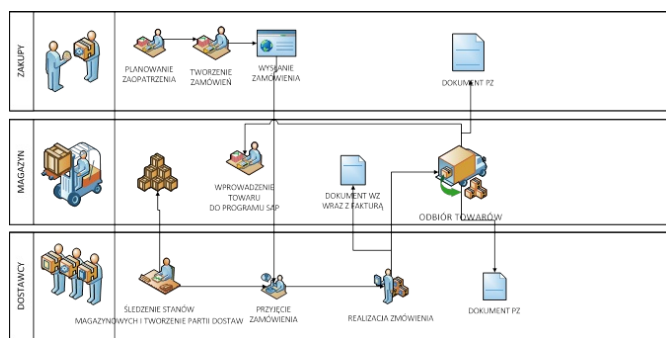 ZAKUPY
PLANOWANIE
ZAOPATRZENIA
TWORZENIE
ZAMÓWIEŃ
WYSŁANIE
ZAMÓWIENIA
DOKUMENT PZ
MAGAZYN
WPROWADZENIE
TOWARU
DO PROGRAMU SAP
DOKUMENT WZ
WRAZ Z FAKTURĄ
ODBIÓR TOWARÓW
DOSTAWCY
ŚLEDZENIE STANÓW
MAGAZYNOWYCH I TWORZENIE PARTII DOSTAW
PRZYJĘCIE
ZAMÓWIENIA
REALIZACJA ZMÓWIENIA
DOKUMENT PZ